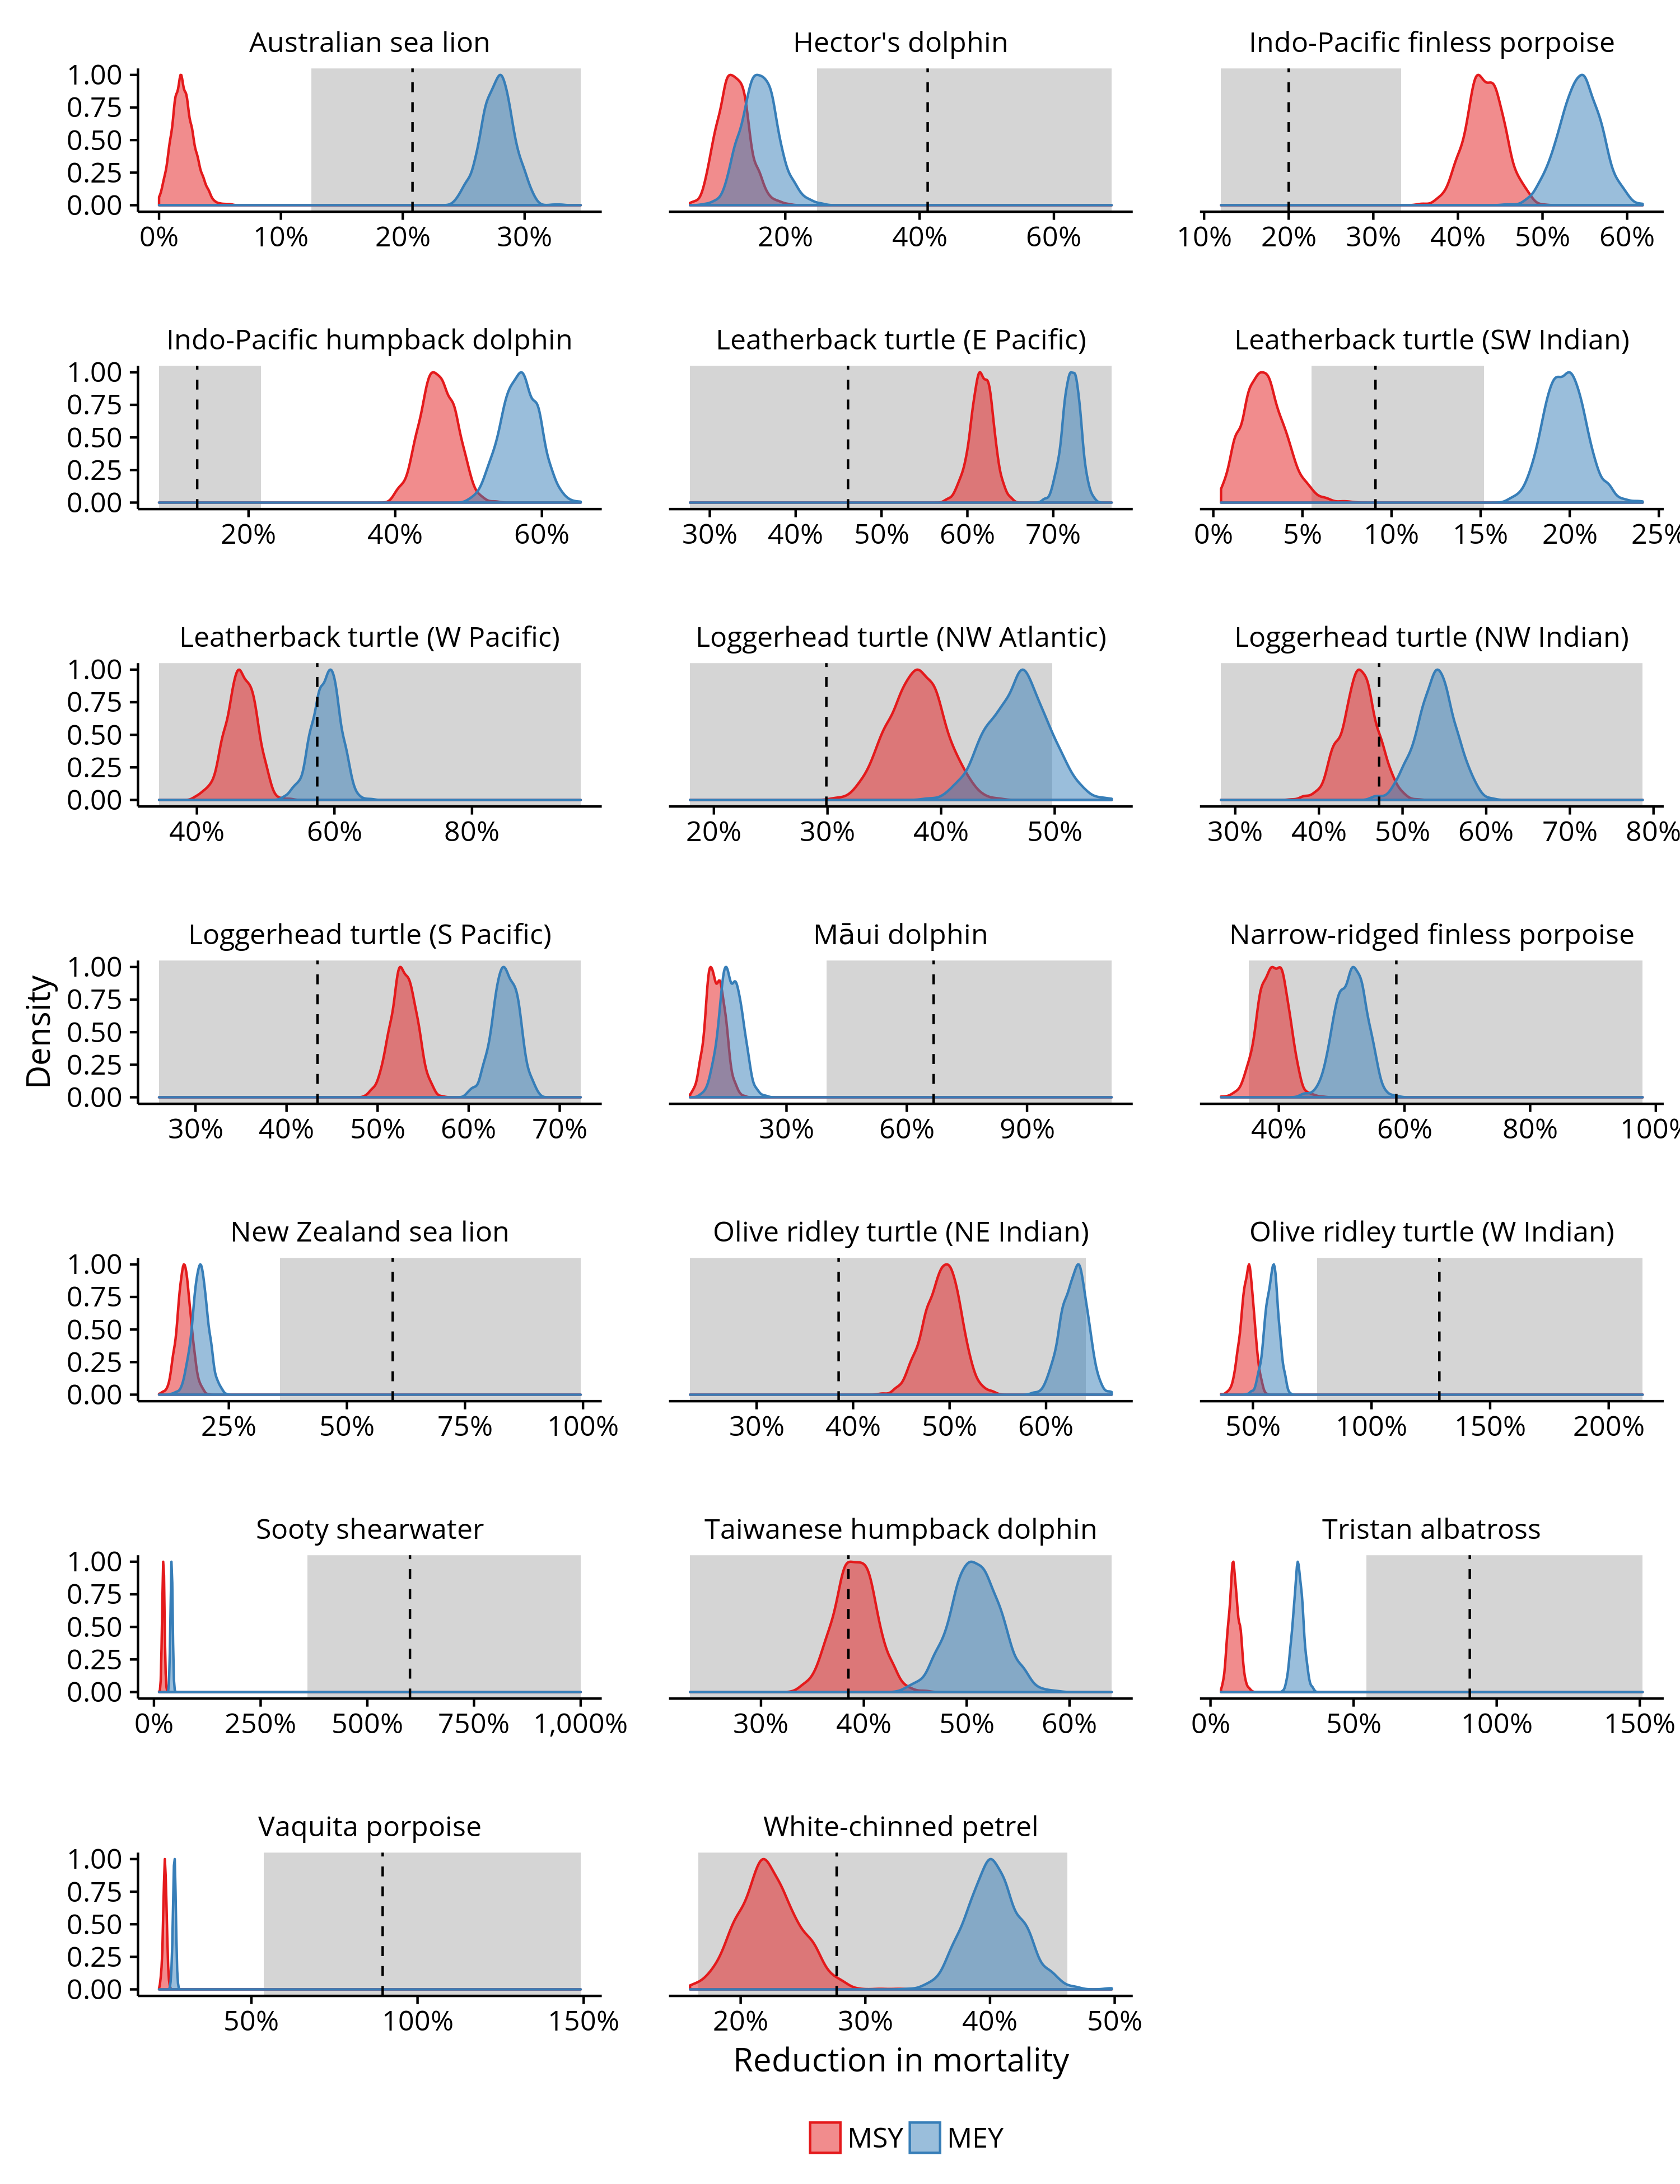 Australian sea lion
Hector's dolphin
Indo-Pacific finless porpoise
1.00
0.75
0.50
0.25
0.00
0% 10% 20% 30%
20% 40% 60%
10% 20% 30% 40% 50% 60%
Indo-Pacific humpback dolphin
Leatherback turtle (E Pacific)
Leatherback turtle (SW Indian)
1.00
0.75
0.50
0.25
0.00
20% 40% 60%
30% 40% 50% 60% 70%
0% 5% 10% 15% 20% 25%
Leatherback turtle (W Pacific)
Loggerhead turtle (NW Atlantic)
Loggerhead turtle (NW Indian)
1.00
0.75
0.50
0.25
0.00
40% 60% 80%
20% 30% 40% 50%
30% 40% 50% 60% 70% 80%
Density
Loggerhead turtle (S Pacific)
Māui dolphin
Narrow-ridged finless porpoise
1.00
0.75
0.50
0.25
0.00
30% 40% 50% 60% 70%
30% 60% 90%
40% 60% 80% 100%
New Zealand sea lion
Olive ridley turtle (NE Indian)
Olive ridley turtle (W Indian)
1.00
0.75
0.50
0.25
0.00
25% 50% 75% 100%
30% 40% 50% 60%
50% 100% 150% 200%
Sooty shearwater
Taiwanese humpback dolphin
Tristan albatross
1.00
0.75
0.50
0.25
0.00
0% 250% 500% 750% 1,000%
30% 40% 50% 60%
0% 50% 100% 150%
Vaquita porpoise
White-chinned petrel
1.00
0.75
0.50
0.25
0.00
50% 100% 150%
20% 30% 40% 50%
Reduction in mortality
MSY MEY